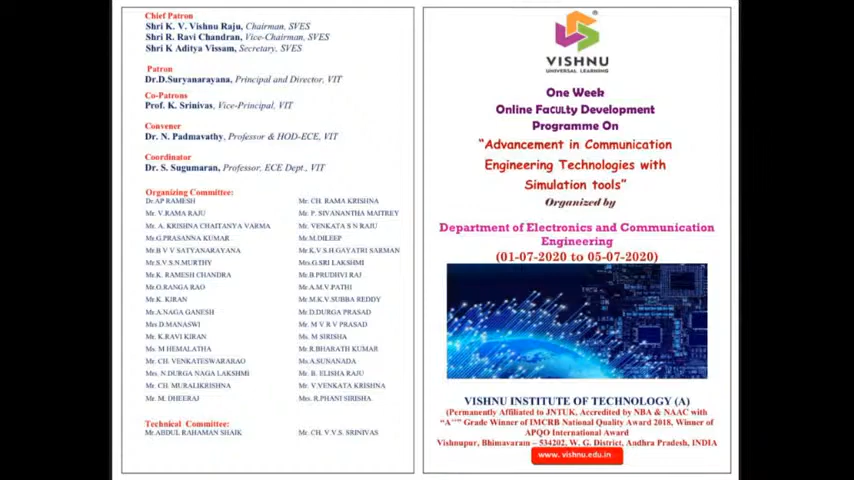 Chief Patron
Shri K. V. Vishnu Raju, Chairman, SVES
Shri R. Ravi Chandran, Vice-Chairman, SVES
Shri K Aditya Vissam, Secretary, SVES
Patron
Dr.D.Suryanarayana, Principal and Director, VIT
Co-Patrons
Prof. K. Srinivas, Vice-Principal, VIT
Convener
Dr. N. Padmavathy, Professor & HOD-ECE, VIT
Coordinator
Dr. S. Sugumaran, Professor, ECE Dept., VIT
Organizing Committee:
Dr.AP RAMESH
Mr. V.RAMA RAJU
Mr. A. KRISHNA CHAITANYA VARMA
Mr.G.PRASANNA KUMAR
Mr.B V V SATYANARAYANA
Mr.S.V.S.N.MURTHY
Mr.K. RAMESH CHANDRA
Mr.G.RANGA RAO
Mr.K. KIRAN
Mr.A.NAGA GANESH
Mrs.D.MANASWI
Mr. K.RAVI KIRAN
Ms. M HEMALATHA
Mr. CH. VENKATESWARARAO
Mrs. N.DURGA NAGA LAKSHMI
Mr. CH. MURALIKRISHNA
Mr. M. DHEERAJ
Mr. CH. RAMA KRISHNA
Mr. P. SIVANANTHA MAITREY
Mr. VENKATA S N RAJU
Mr.M.DILEEP
Mr.K.V.S.H GAYATRI SARMAN
Mrs.G.SRI LAKSHMI
Mr.B.PRUDHVI RAJ
Mr.A.M.V.PATHI
Mr.M.K.V.SUBBA REDDY
Mr.D.DURGA PRASAD
Mr. M V R V PRASAD
Ms. M SIRISHA
Mr. R.BHARATH KUMAR
Ms.A.SUNANADA
Mr. B. ELISHA RAJU
Mr. V.VENKATA KRISHNA
Mrs. R.PHANI SIRISHA
Technical Committee:
Mr.ABDUL RAHAMAN SHAIK
Mr. CH. V.V.S. SRINIVAS
VISHNU
UNIVERSAL LEARNING
One Week
Online FaCULty Development
Programme On
“Advancement in Communication
Engineering Technologies with
Simulation tools”
Organized by
Department of Electronics and Communication
Engineering
(01-07-2020 to 05-07-2020)
VISHNU INSTITUTE OF TECHNOLOGY (A)
(Permanently Affiliated to JNTUK, Accredited by NBA & NAAC with
“A++” Grade Winner of IMCRB National Quality Award 2018, Winner of
APQO International Award
Vishnupur, Bhimavaram – 534202, W. G. District, Andhra Pradesh, INDIA
www. vishnu.edu.in